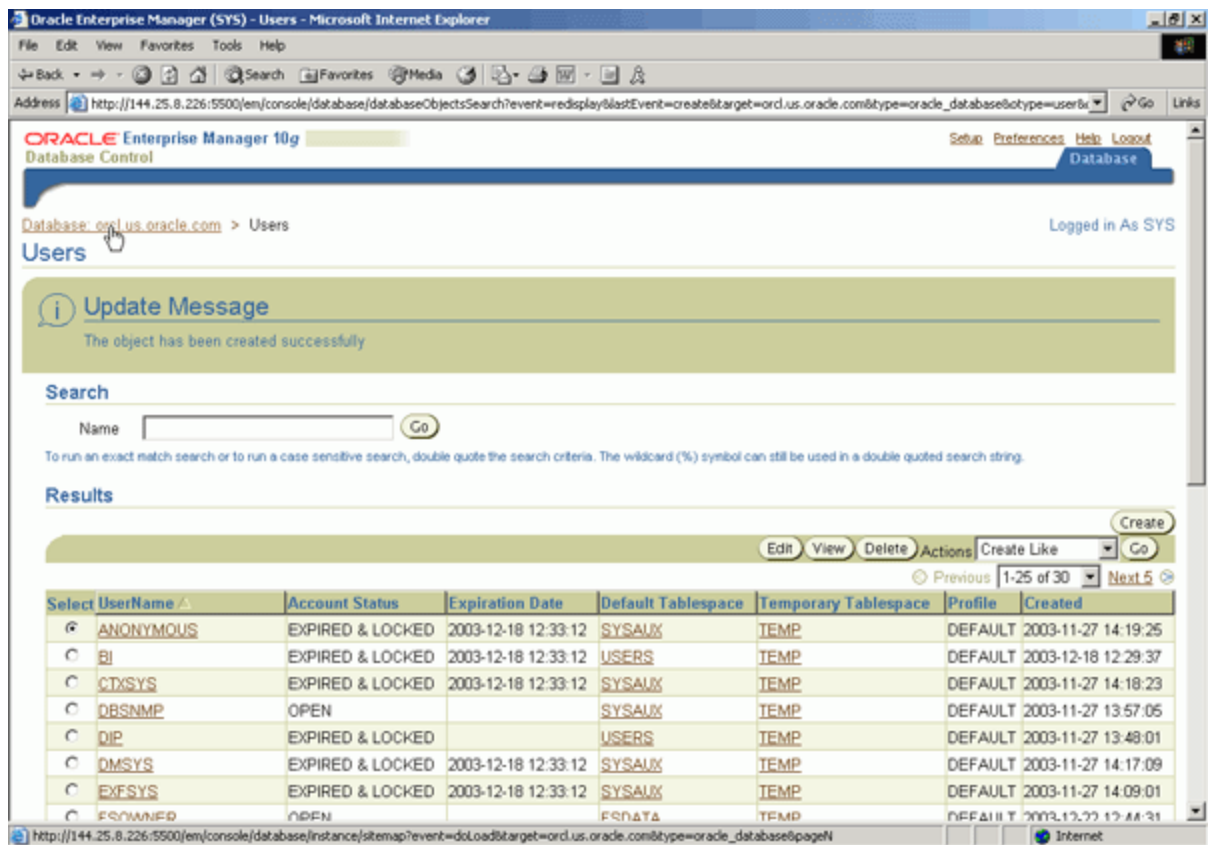 Oracle Enterprise Manager (SYS) - Users - Microsoft Internet Explorer
File Edit View Favorites Tools Help
Back Search Favorites Media
Address http://144.25.8.226:5500/em/console/database/databaseObjectsSearch?event=redisplay&lastEvent=create&target=orcl.us.oracle.com&type=oracle_database&otype=user& Go Links
ORACLE Enterprise Manager 10g
Setup Preferences Help Logout
Database Control
Database
Database: orcl.us.oracle.com > Users
Logged in As SYS
Users
i Update Message
The object has been created successfully
Search
Name Go
To run an exact match search or to run a case sensitive search, double quote the search criteria. The wildcard (%) symbol can still be used in a double quoted search string.
Results
Create
Edit View Delete Actions Create Like Go
Previous 1-25 of 30 Next 5
Select UserName Account Status Expiration Date Default Tablespace Temporary Tablespace Profile Created
ANONYMOUS EXPIRED & LOCKED 2003-12-18 12:33:12 SYSAUX TEMP DEFAULT 2003-11-27 14:19:25
BI EXPIRED & LOCKED 2003-12-18 12:33:12 USERS TEMP DEFAULT 2003-12-18 12:29:37
CTXSYS EXPIRED & LOCKED 2003-12-18 12:33:12 SYSAUX TEMP DEFAULT 2003-11-27 14:18:23
DBSNMP OPEN SYSAUX TEMP DEFAULT 2003-11-27 13:57:05
DIP EXPIRED & LOCKED USERS TEMP DEFAULT 2003-11-27 13:48:01
DMSYS EXPIRED & LOCKED 2003-12-18 12:33:12 SYSAUX TEMP DEFAULT 2003-11-27 14:17:09
EXFSYS EXPIRED & LOCKED 2003-12-18 12:33:12 SYSAUX TEMP DEFAULT 2003-11-27 14:09:01
FSOWNER OPEN FSDATA TEMP DEFAULT 2003-12-22 12:44:31
http://144.25.8.226:5500/em/console/database/instance/sitemap?event=doLoad&target=orcl.us.oracle.com&type=oracle_database&pageN Internet